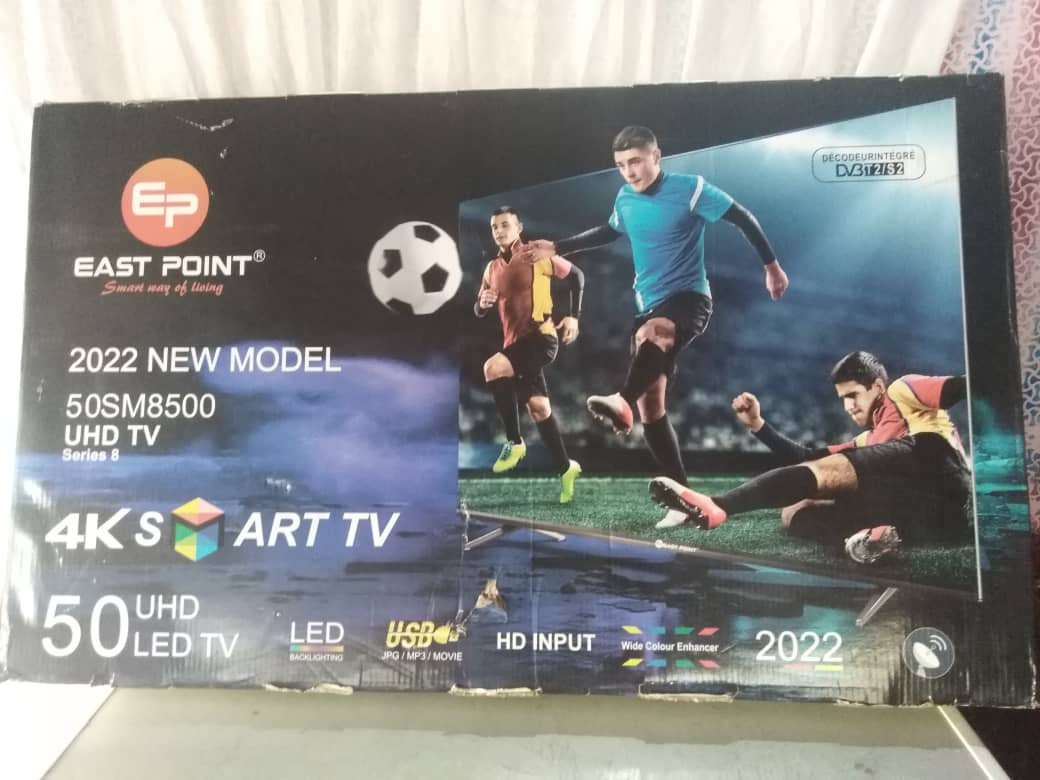 EP
EAST POINT®
Smart way of living
DÉCODEURINTÉGRÉ
DVB T2/S2
2022 NEW MODEL
50SM8500
UHD TV
Series 8
4K S ART TV
50 UHD
LED TV
LED
BACKLIGHTING
USB
JPG / MP3 / MOVIE
HD INPUT
Wide Colour Enhancer
2022